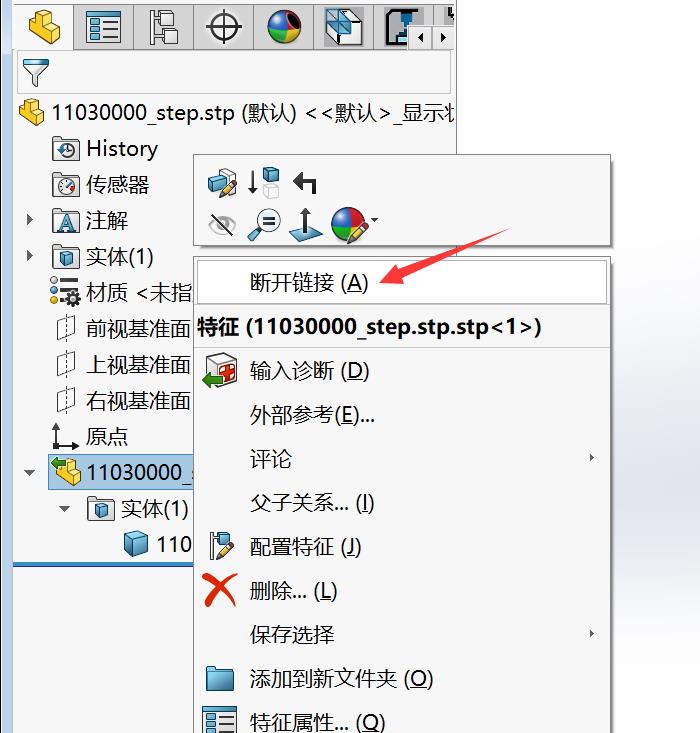 11030000_step.stp (默认) <<默认>_显示状
History
传感器
注解
实体(1)
材质 <未指
前视基准面
上视基准面
右视基准面
原点
11030000_s
实体(1)
110
断开链接 (A)
特征 (11030000_step.stp.stp<1>)
输入诊断 (D)
外部参考(E)...
评论
父子关系... (I)
配置特征 (J)
删除... (L)
保存选择
添加到新文件夹 (O)
特征属性... (Q)